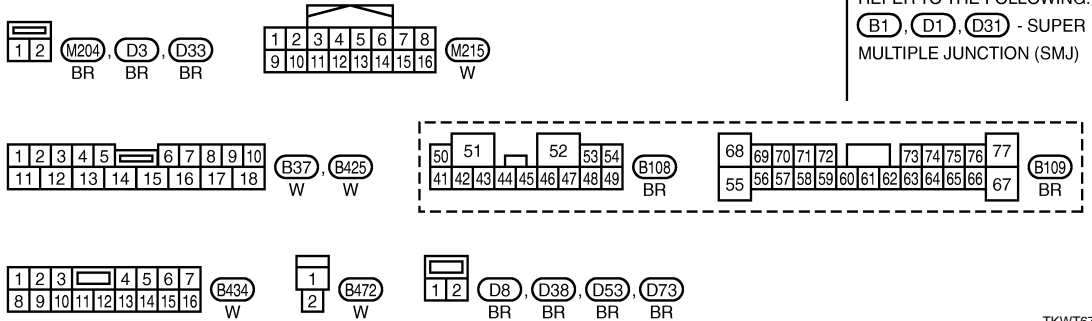 REFER TO THE FOLLOWING.
B1, D1, D31 - SUPER
MULTIPLE JUNCTION (SMJ)
1 2
M204, D3, D33
BR BR BR
1 2 3 4 5 6 7 8
9 10 11 12 13 14 15 16
M215
W
1 2 3 4 5 6 7 8 9 10
11 12 13 14 15 16 17 18
B37, B425
W W
50 51 52 53 54
41 42 43 44 45 46 47 48 49
B108
BR
68 69 70 71 72 73 74 75 76 77
55 56 57 58 59 60 61 62 63 64 65 66 67
B109
BR
1 2 3 4 5 6 7
8 9 10 11 12 13 14 15 16
B434
W
1
2
B472
W
1 2
D8, D38, D53, D73
BR BR BR BR